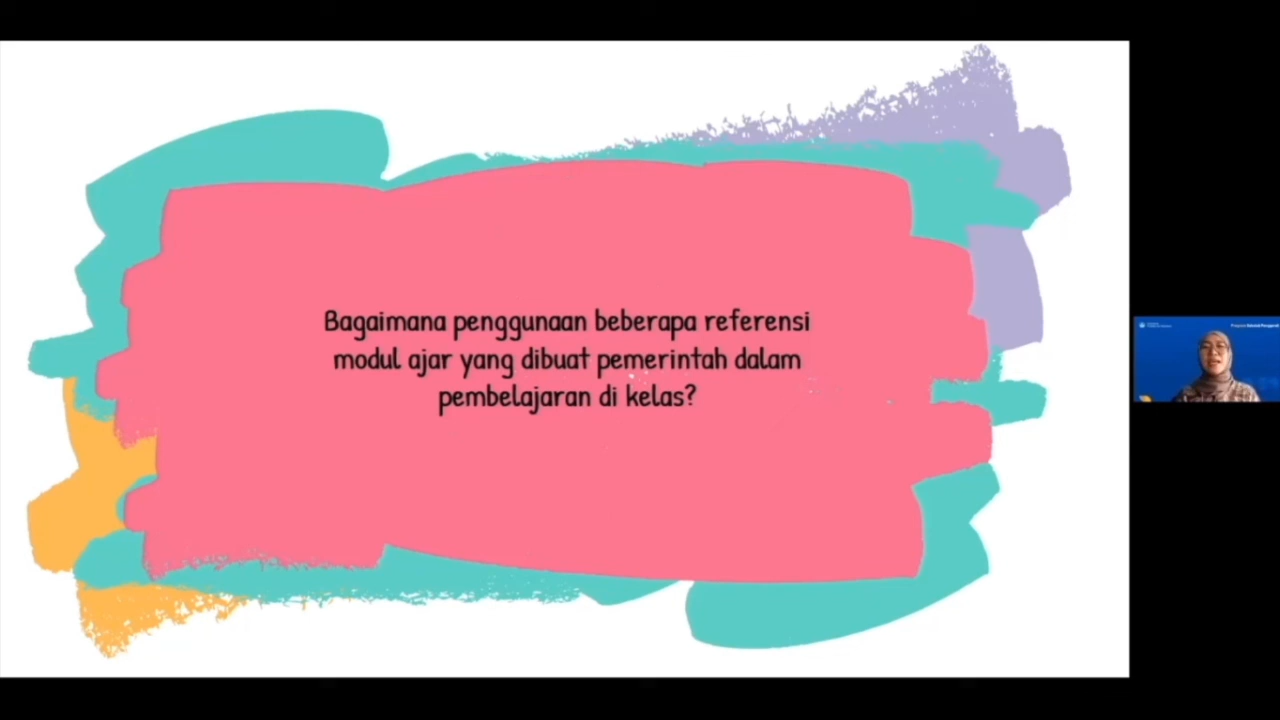 Bagaimana penggunaan beberapa referensi
modul ajar yang dibuat pemerintah dalam
pembelajaran di kelas?